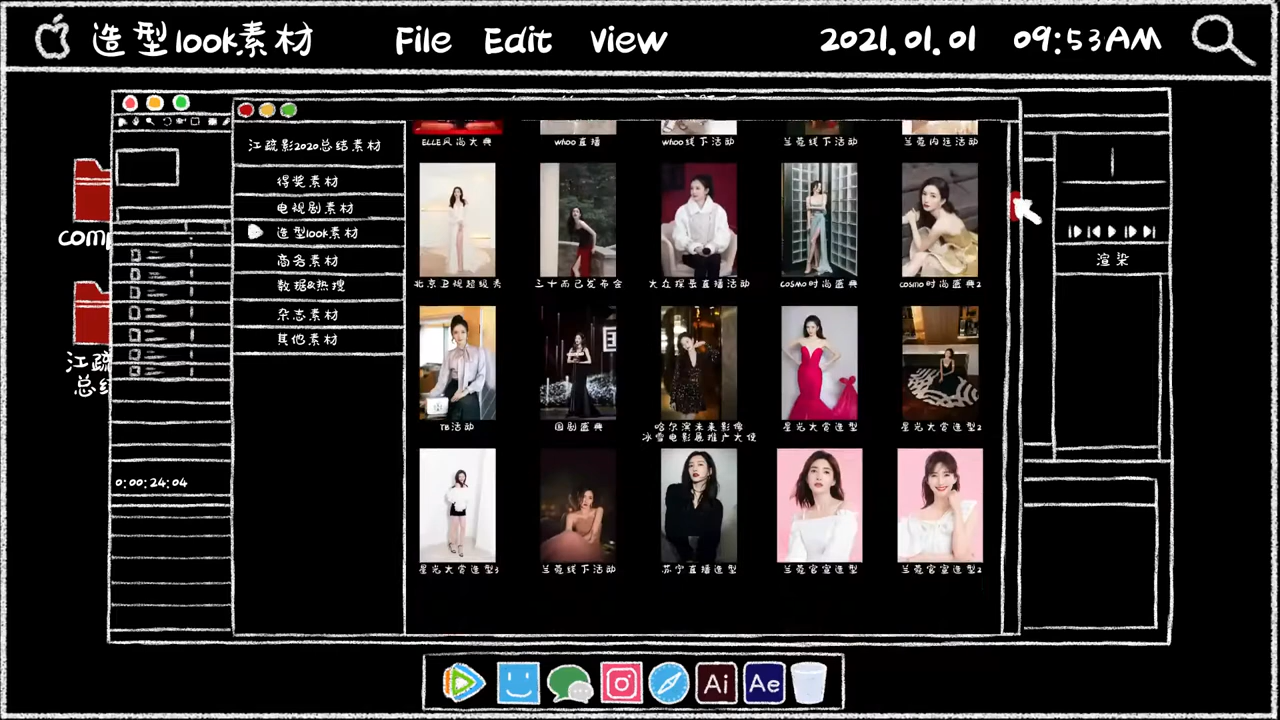 造型look素材 File Edit View 2021.01.01 09:53AM
江疏影2020总结素材
得奖素材
电视剧素材
造型look素材
商务素材
数据&热搜
杂志素材
其他素材
comp
江疏
总结
0:00:24:04
渲染
ELLE风尚大典 whoo直播 whoo线下活动 兰蔻线下活动 兰蔻内逛活动
北京卫视超级秀 三十而已发布会 大众探景直播活动 COSMO时尚盛典 COSMO时尚盛典2
TB活动 国剧盛典 哈尔滨未来影像 星光大赏造型 星光大赏造型2
冰雪电影展推广大使
星光大赏造型3 兰蔻线下活动 苏宁直播造型 兰蔻官宣造型 兰蔻官宣造型2
Ai Ae